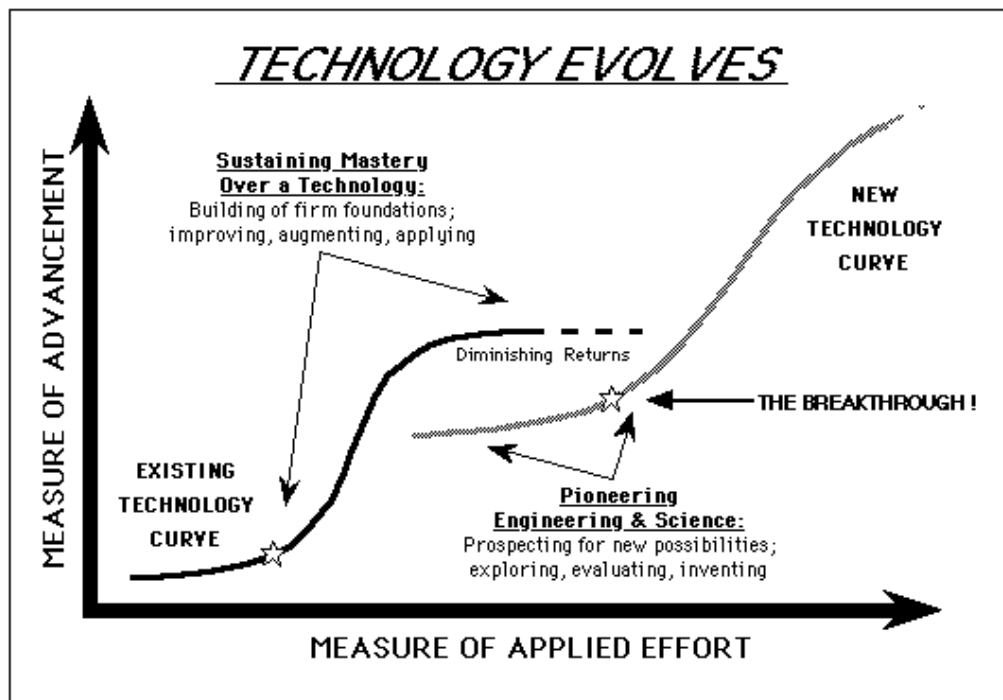 TECHNOLOGY EVOLVES
MEASURE OF ADVANCEMENT
Sustaining Mastery
Over a Technology:
Building of firm foundations;
improving, augmenting, applying
NEW
TECHNOLOGY
CURVE
Diminishing Returns
THE BREAKTHROUGH !
EXISTING
TECHNOLOGY
CURVE
Pioneering
Engineering & Science:
Prospecting for new possibilities;
exploring, evaluating, inventing
MEASURE OF APPLIED EFFORT